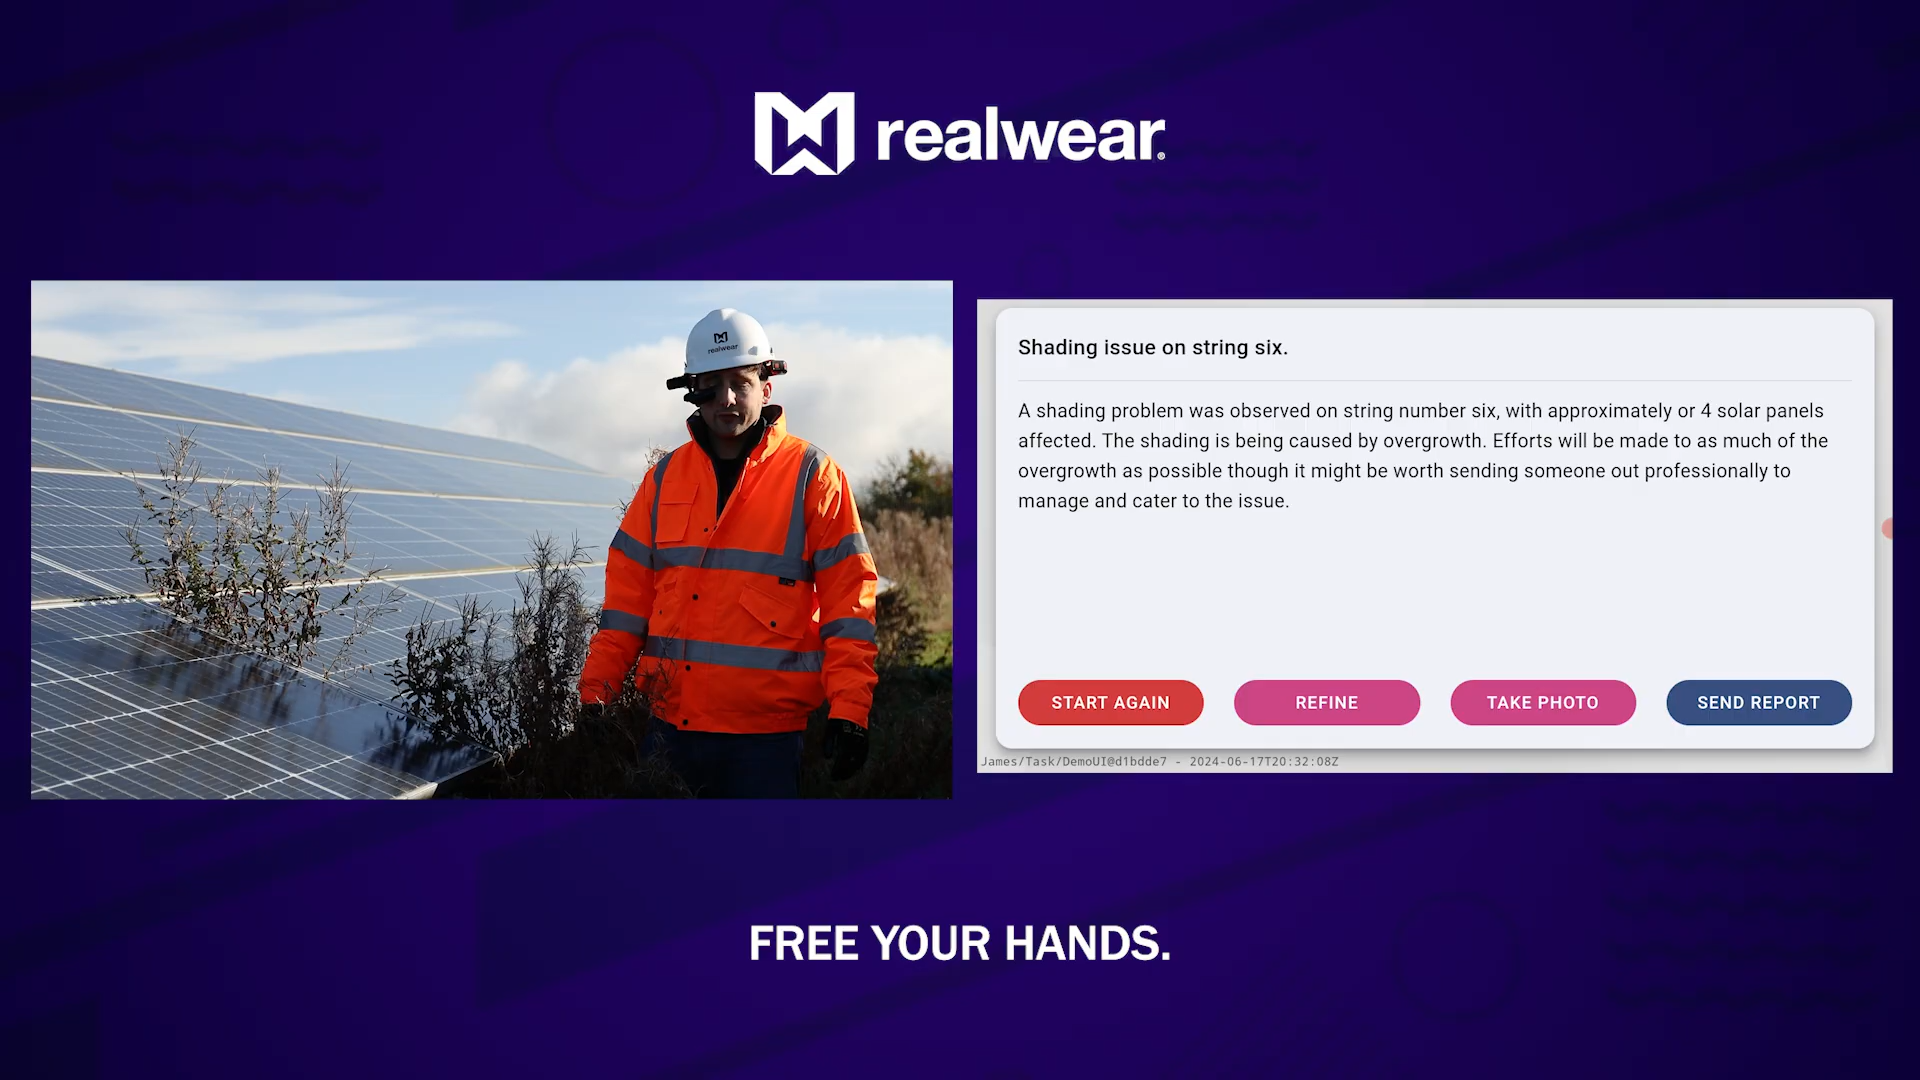 realwear
realwear
Shading issue on string six.
A shading problem was observed on string number six, with approximately or 4 solar panels
affected. The shading is being caused by overgrowth. Efforts will be made to as much of the
overgrowth as possible though it might be worth sending someone out professionally to
manage and cater to the issue.
START AGAIN
REFINE
TAKE PHOTO
SEND REPORT
James/Task/DemoUI@d1bdde7 - 2024-06-17T20:32:08Z
FREE YOUR HANDS.